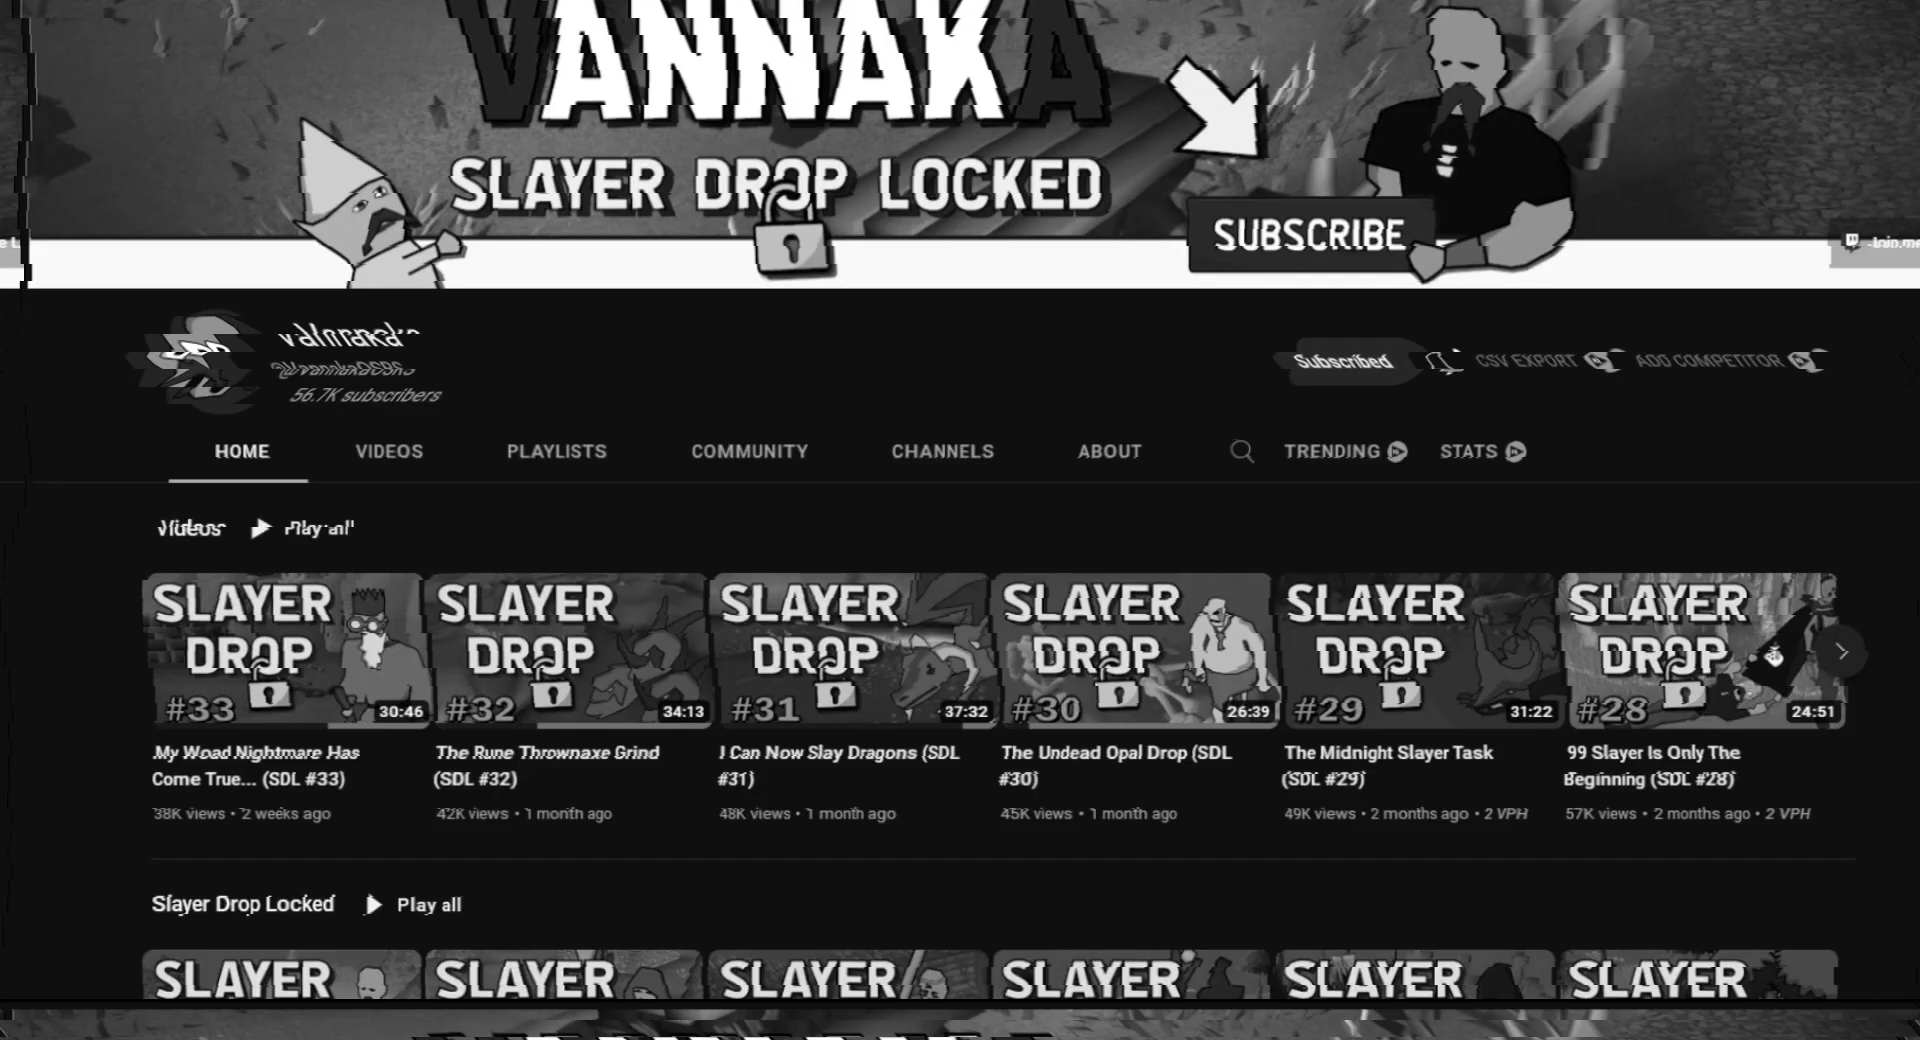 VANNAKA
SLAYER DROP LOCKED
SUBSCRIBE
56.7K subscribers
Subscribed
CSV EXPORT
ADD COMPETITOR
HOME
VIDEOS
PLAYLISTS
COMMUNITY
CHANNELS
ABOUT
TRENDING
STATS
Videos
Play all
SLAYER
DROP
#33
30:46
SLAYER
DROP
#32
34:13
SLAYER
DROP
#31
37:32
SLAYER
DROP
#30
26:39
SLAYER
DROP
#29
31:22
SLAYER
DROP
#28
24:51
My Woad Nightmare Has
Come True... (SDL #33)
38K views • 2 weeks ago
The Rune Thrownaxe Grind
(SDL #32)
42K views • 1 month ago
I Can Now Slay Dragons (SDL
#31)
48K views • 1 month ago
The Undead Opal Drop (SDL
#30)
45K views • 1 month ago
The Midnight Slayer Task
(SDL #29)
49K views • 2 months ago • 2 VPH
99 Slayer Is Only The
Beginning (SDL #28)
57K views • 2 months ago • 2 VPH
Slayer Drop Locked
Play all
SLAYER
SLAYER
SLAYER
SLAYER
SLAYER
SLAYER